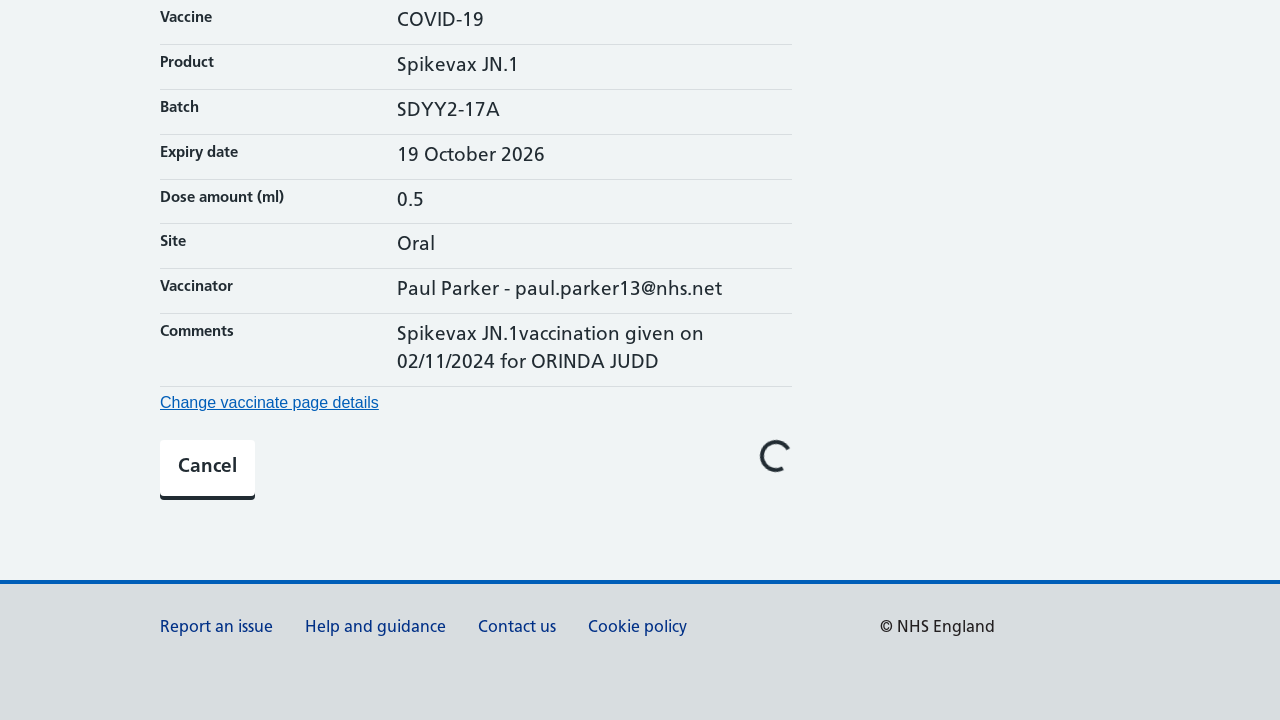 Vaccine COVID-19
Product Spikevax JN.1
Batch SDYY2-17A
Expiry date 19 October 2026
Dose amount (ml) 0.5
Site Oral
Vaccinator Paul Parker - paul.parker13@nhs.net
Comments Spikevax JN.1vaccination given on
02/11/2024 for ORINDA JUDD
Change vaccinate page details
Cancel
Report an issue Help and guidance Contact us Cookie policy © NHS England